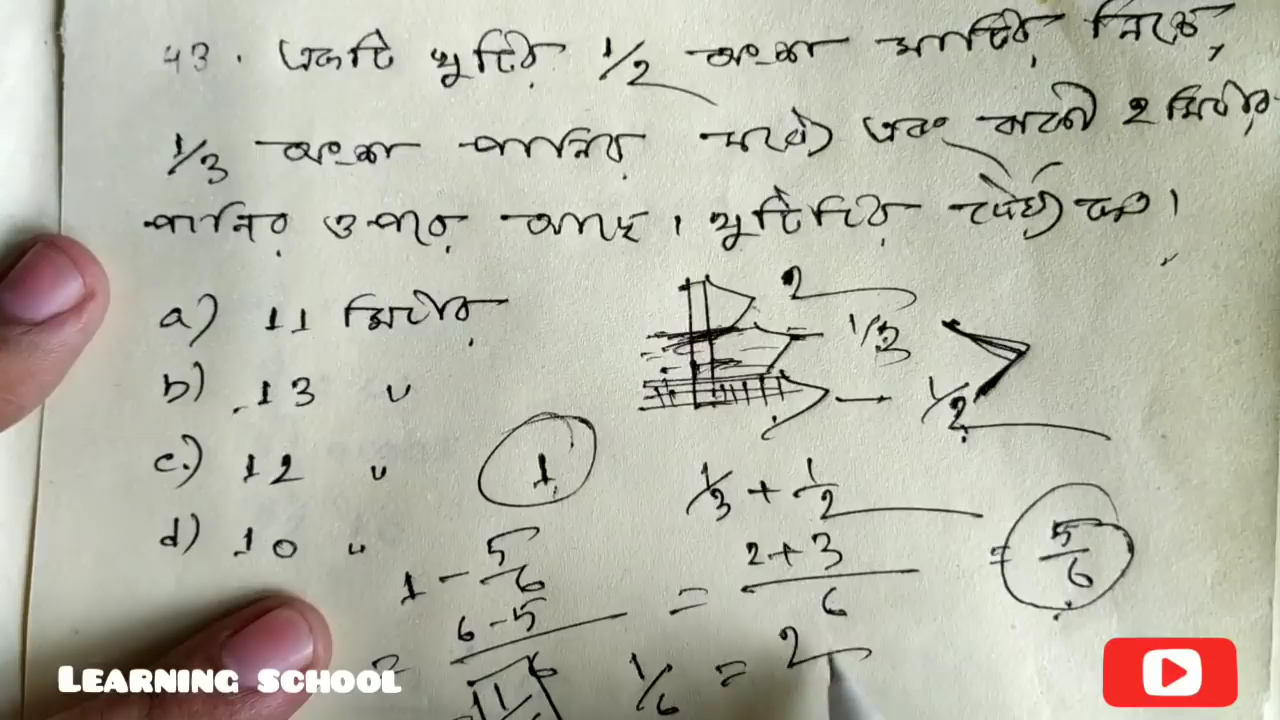 43. একটি খুটির 1/2 অংশ মাটির নিচে,
1/3 অংশ পানির মধ্যে এবং বাকী ২ মিটার
পানির ওপরে আছে। খুটিটির দৈর্ঘ্য কত।
a) 11 মিটার
b) 13 "
c) 12 "
d) 10 "
2
1/3
1/2
1
1/3 + 1/2
= 2+3/6 = 5/6
1 - 5/6
= 6-5/6
1/6 = 2
LEARNING SCHOOL